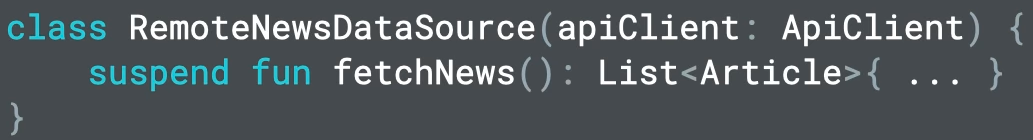 class RemoteNewsDataSource(apiClient: ApiClient) {
    suspend fun fetchNews(): List<Article>{ ... }
}